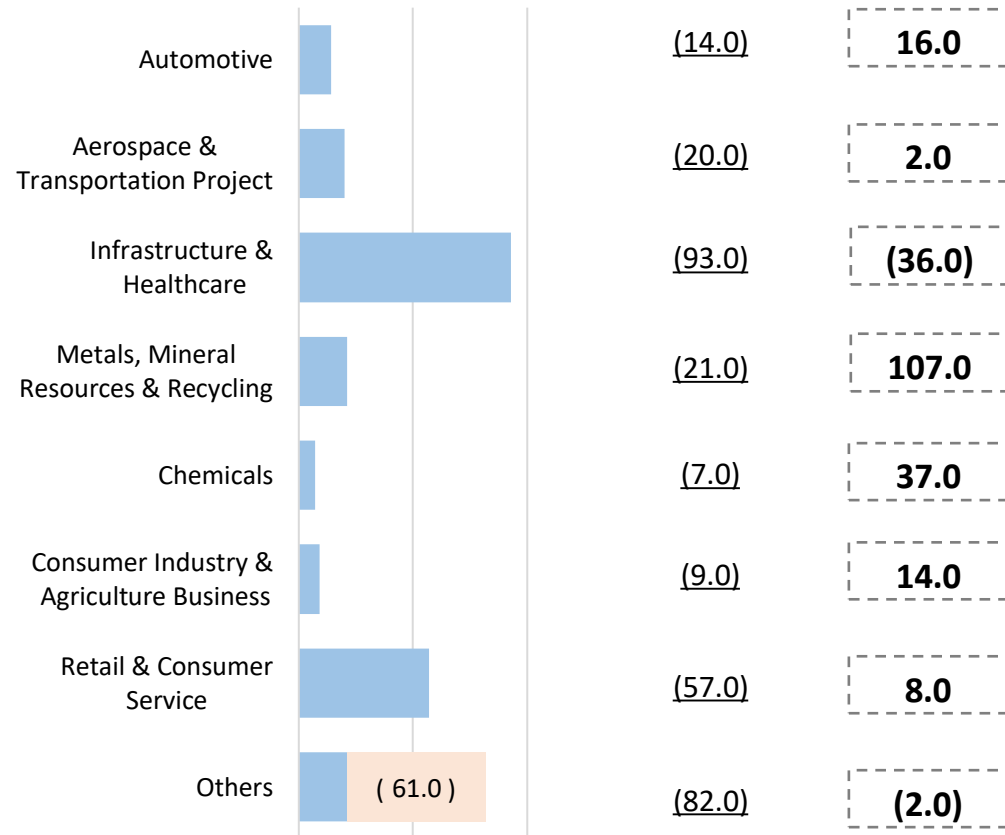 Automotive
(14.0)
16.0
Aerospace &
Transportation Project
(20.0)
2.0
Infrastructure &
Healthcare
(93.0)
(36.0)
Metals, Mineral
Resources & Recycling
(21.0)
107.0
Chemicals
(7.0)
37.0
Consumer Industry &
Agriculture Business
(9.0)
14.0
Retail & Consumer
Service
(57.0)
8.0
Others
( 61.0 )
(82.0)
(2.0)